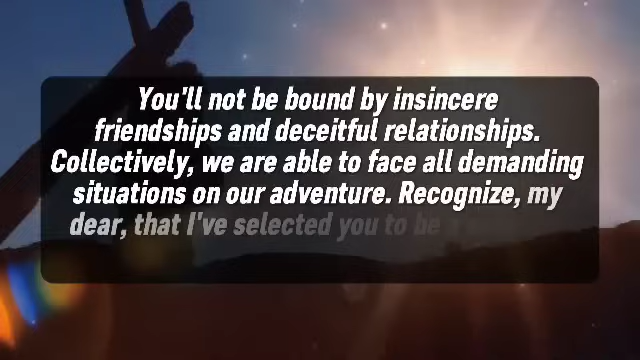 You'll not be bound by insincere
friendships and deceitful relationships.
Collectively, we are able to face all demanding
situations on our adventure. Recognize, my
dear, that I've selected you to be